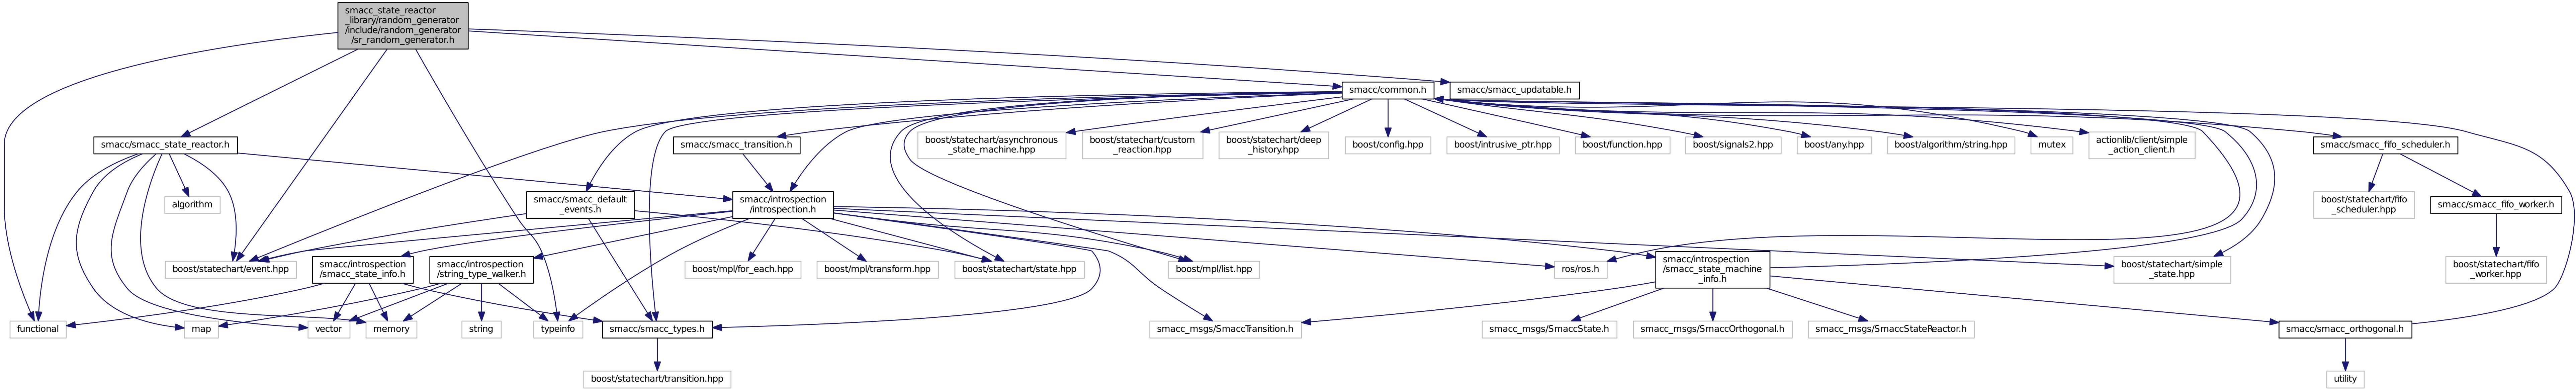 smacc_state_reactor
_library/random_generator
/include/random_generator
/sr_random_generator.h
smacc/common.h
smacc/smacc_updatable.h
smacc/smacc_state_reactor.h
smacc/smacc_transition.h
boost/statechart/asynchronous
_state_machine.hpp
boost/statechart/custom
_reaction.hpp
boost/statechart/deep
_history.hpp
boost/config.hpp
boost/intrusive_ptr.hpp
boost/function.hpp
boost/signals2.hpp
boost/any.hpp
boost/algorithm/string.hpp
mutex
actionlib/client/simple
_action_client.h
smacc/smacc_fifo_scheduler.h
algorithm
smacc/smacc_default
_events.h
smacc/introspection
/introspection.h
boost/statechart/fifo
_scheduler.hpp
smacc/smacc_fifo_worker.h
boost/statechart/event.hpp
smacc/introspection
/smacc_state_info.h
smacc/introspection
/string_type_walker.h
boost/mpl/for_each.hpp
boost/mpl/transform.hpp
boost/statechart/state.hpp
boost/mpl/list.hpp
ros/ros.h
smacc/introspection
/smacc_state_machine
_info.h
boost/statechart/simple
_state.hpp
boost/statechart/fifo
_worker.hpp
functional
map
vector
memory
string
typeinfo
smacc/smacc_types.h
smacc_msgs/SmaccTransition.h
smacc_msgs/SmaccState.h
smacc_msgs/SmaccOrthogonal.h
smacc_msgs/SmaccStateReactor.h
smacc/smacc_orthogonal.h
boost/statechart/transition.hpp
utility